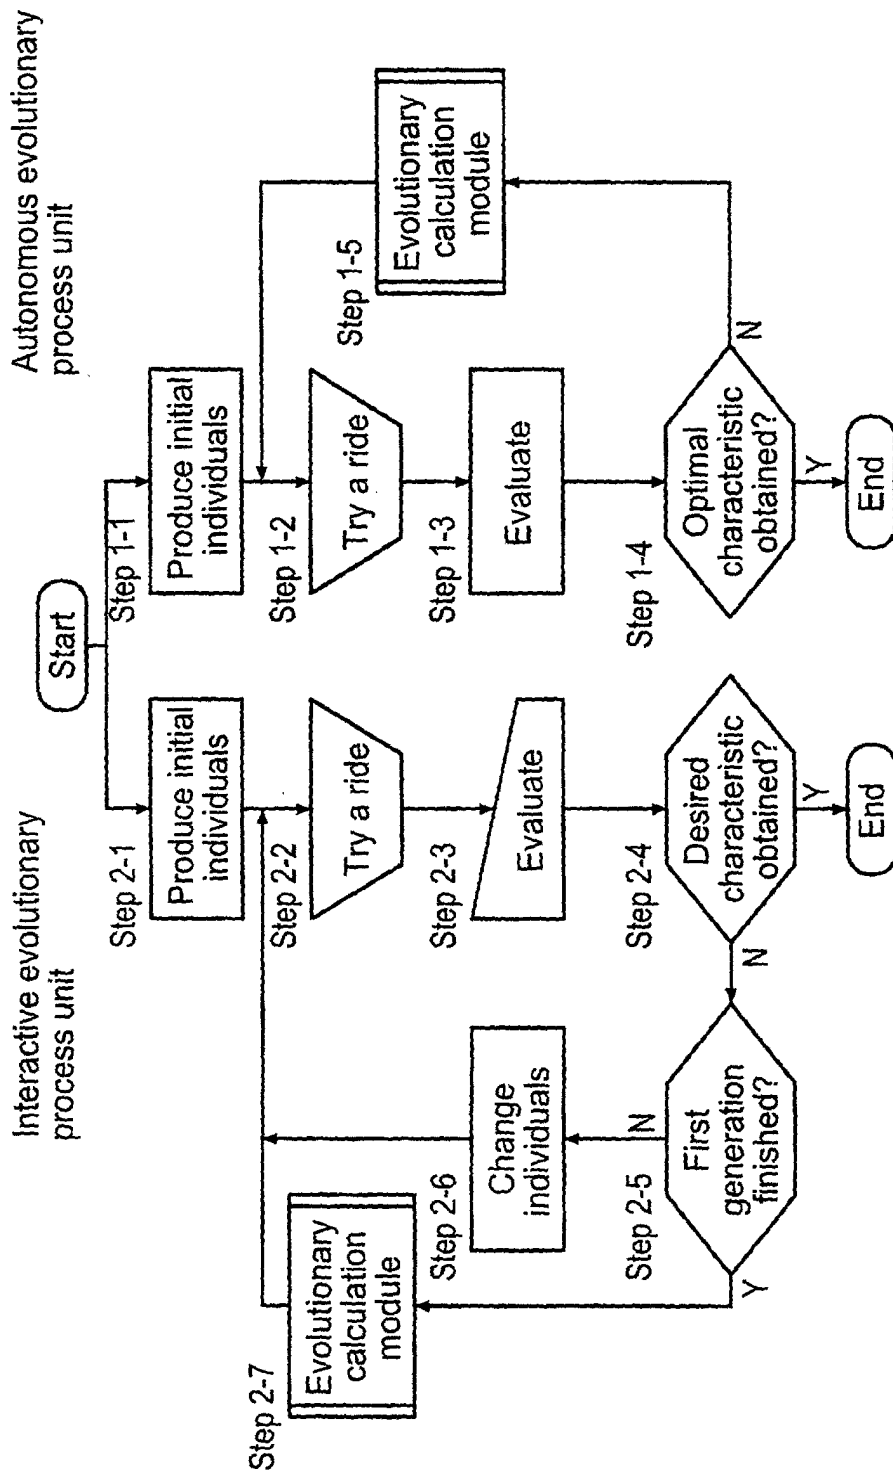 Interactive evolutionary
process unit
Autonomous evolutionary
process unit
Start
Step 2-1
Produce initial
individuals
Step 2-2
Try a ride
Step 2-3
Evaluate
Step 2-4
Desired
characteristic
obtained?
Y
End
N
Step 2-5
First
generation
finished?
N
Y
Step 2-6
Change
individuals
Step 2-7
Evolutionary
calculation
module
Step 1-1
Produce initial
individuals
Step 1-2
Try a ride
Step 1-3
Evaluate
Step 1-4
Optimal
characteristic
obtained?
Y
End
N
Step 1-5
Evolutionary
calculation
module